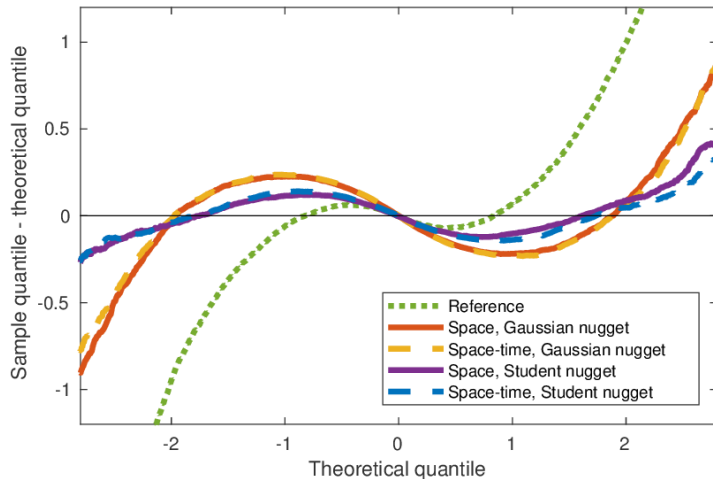 1
0.5
0
-0.5
-1
Sample quantile - theoretical quantile
Reference
Space, Gaussian nugget
Space-time, Gaussian nugget
Space, Student nugget
Space-time, Student nugget
-2
-1
0
1
2
Theoretical quantile